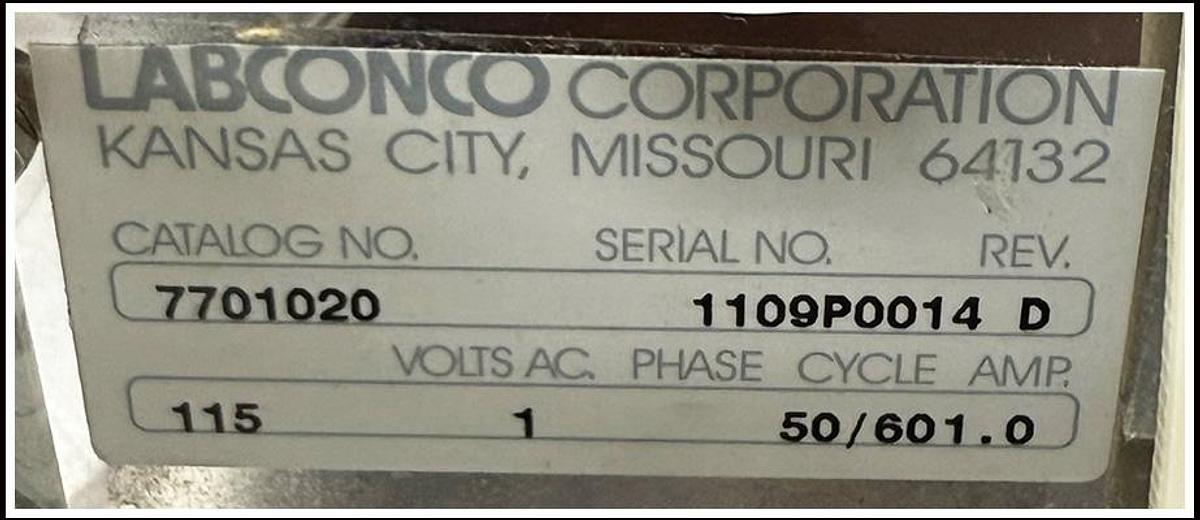 LABCONCO CORPORATION
KANSAS CITY, MISSOURI 64132
CATALOG NO. SERIAL NO. REV.
7701020 1109P0014 D
VOLTS AC. PHASE CYCLE AMP.
115 1 50/601.0